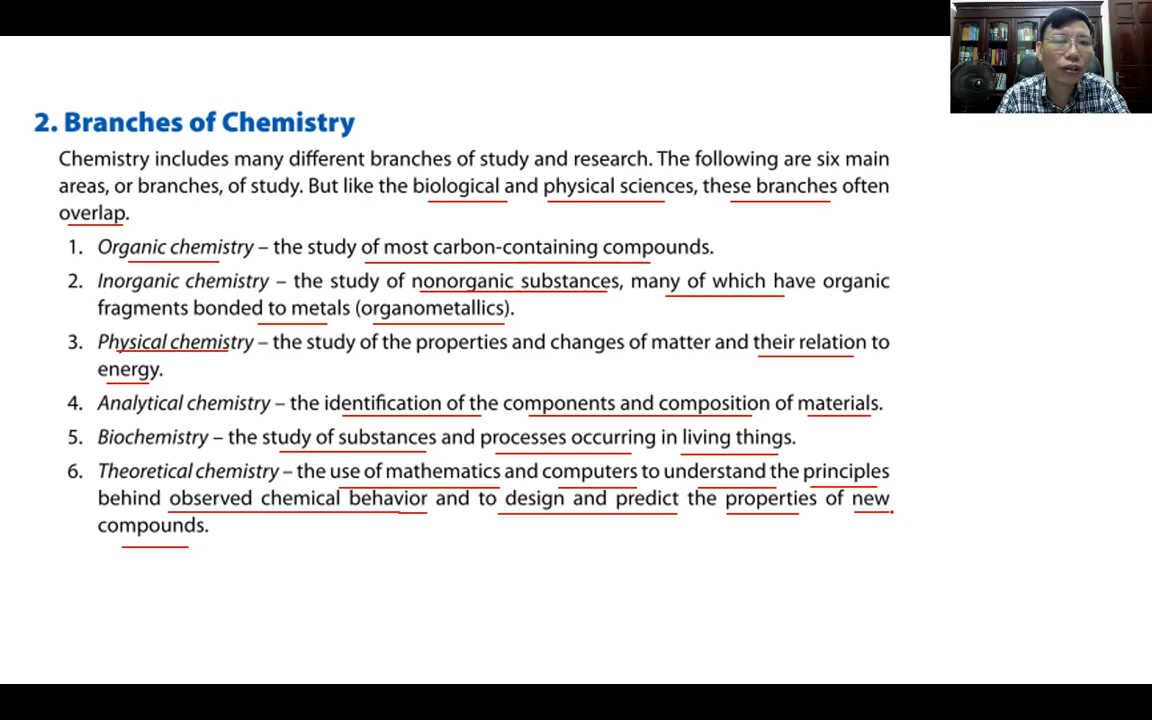 2. Branches of Chemistry
Chemistry includes many different branches of study and research. The following are six main
areas, or branches, of study. But like the biological and physical sciences, these branches often
overlap.
1. Organic chemistry – the study of most carbon-containing compounds.
2. Inorganic chemistry – the study of nonorganic substances, many of which have organic
fragments bonded to metals (organometallics).
3. Physical chemistry – the study of the properties and changes of matter and their relation to
energy.
4. Analytical chemistry – the identification of the components and composition of materials.
5. Biochemistry – the study of substances and processes occurring in living things.
6. Theoretical chemistry – the use of mathematics and computers to understand the principles
behind observed chemical behavior and to design and predict the properties of new
compounds.